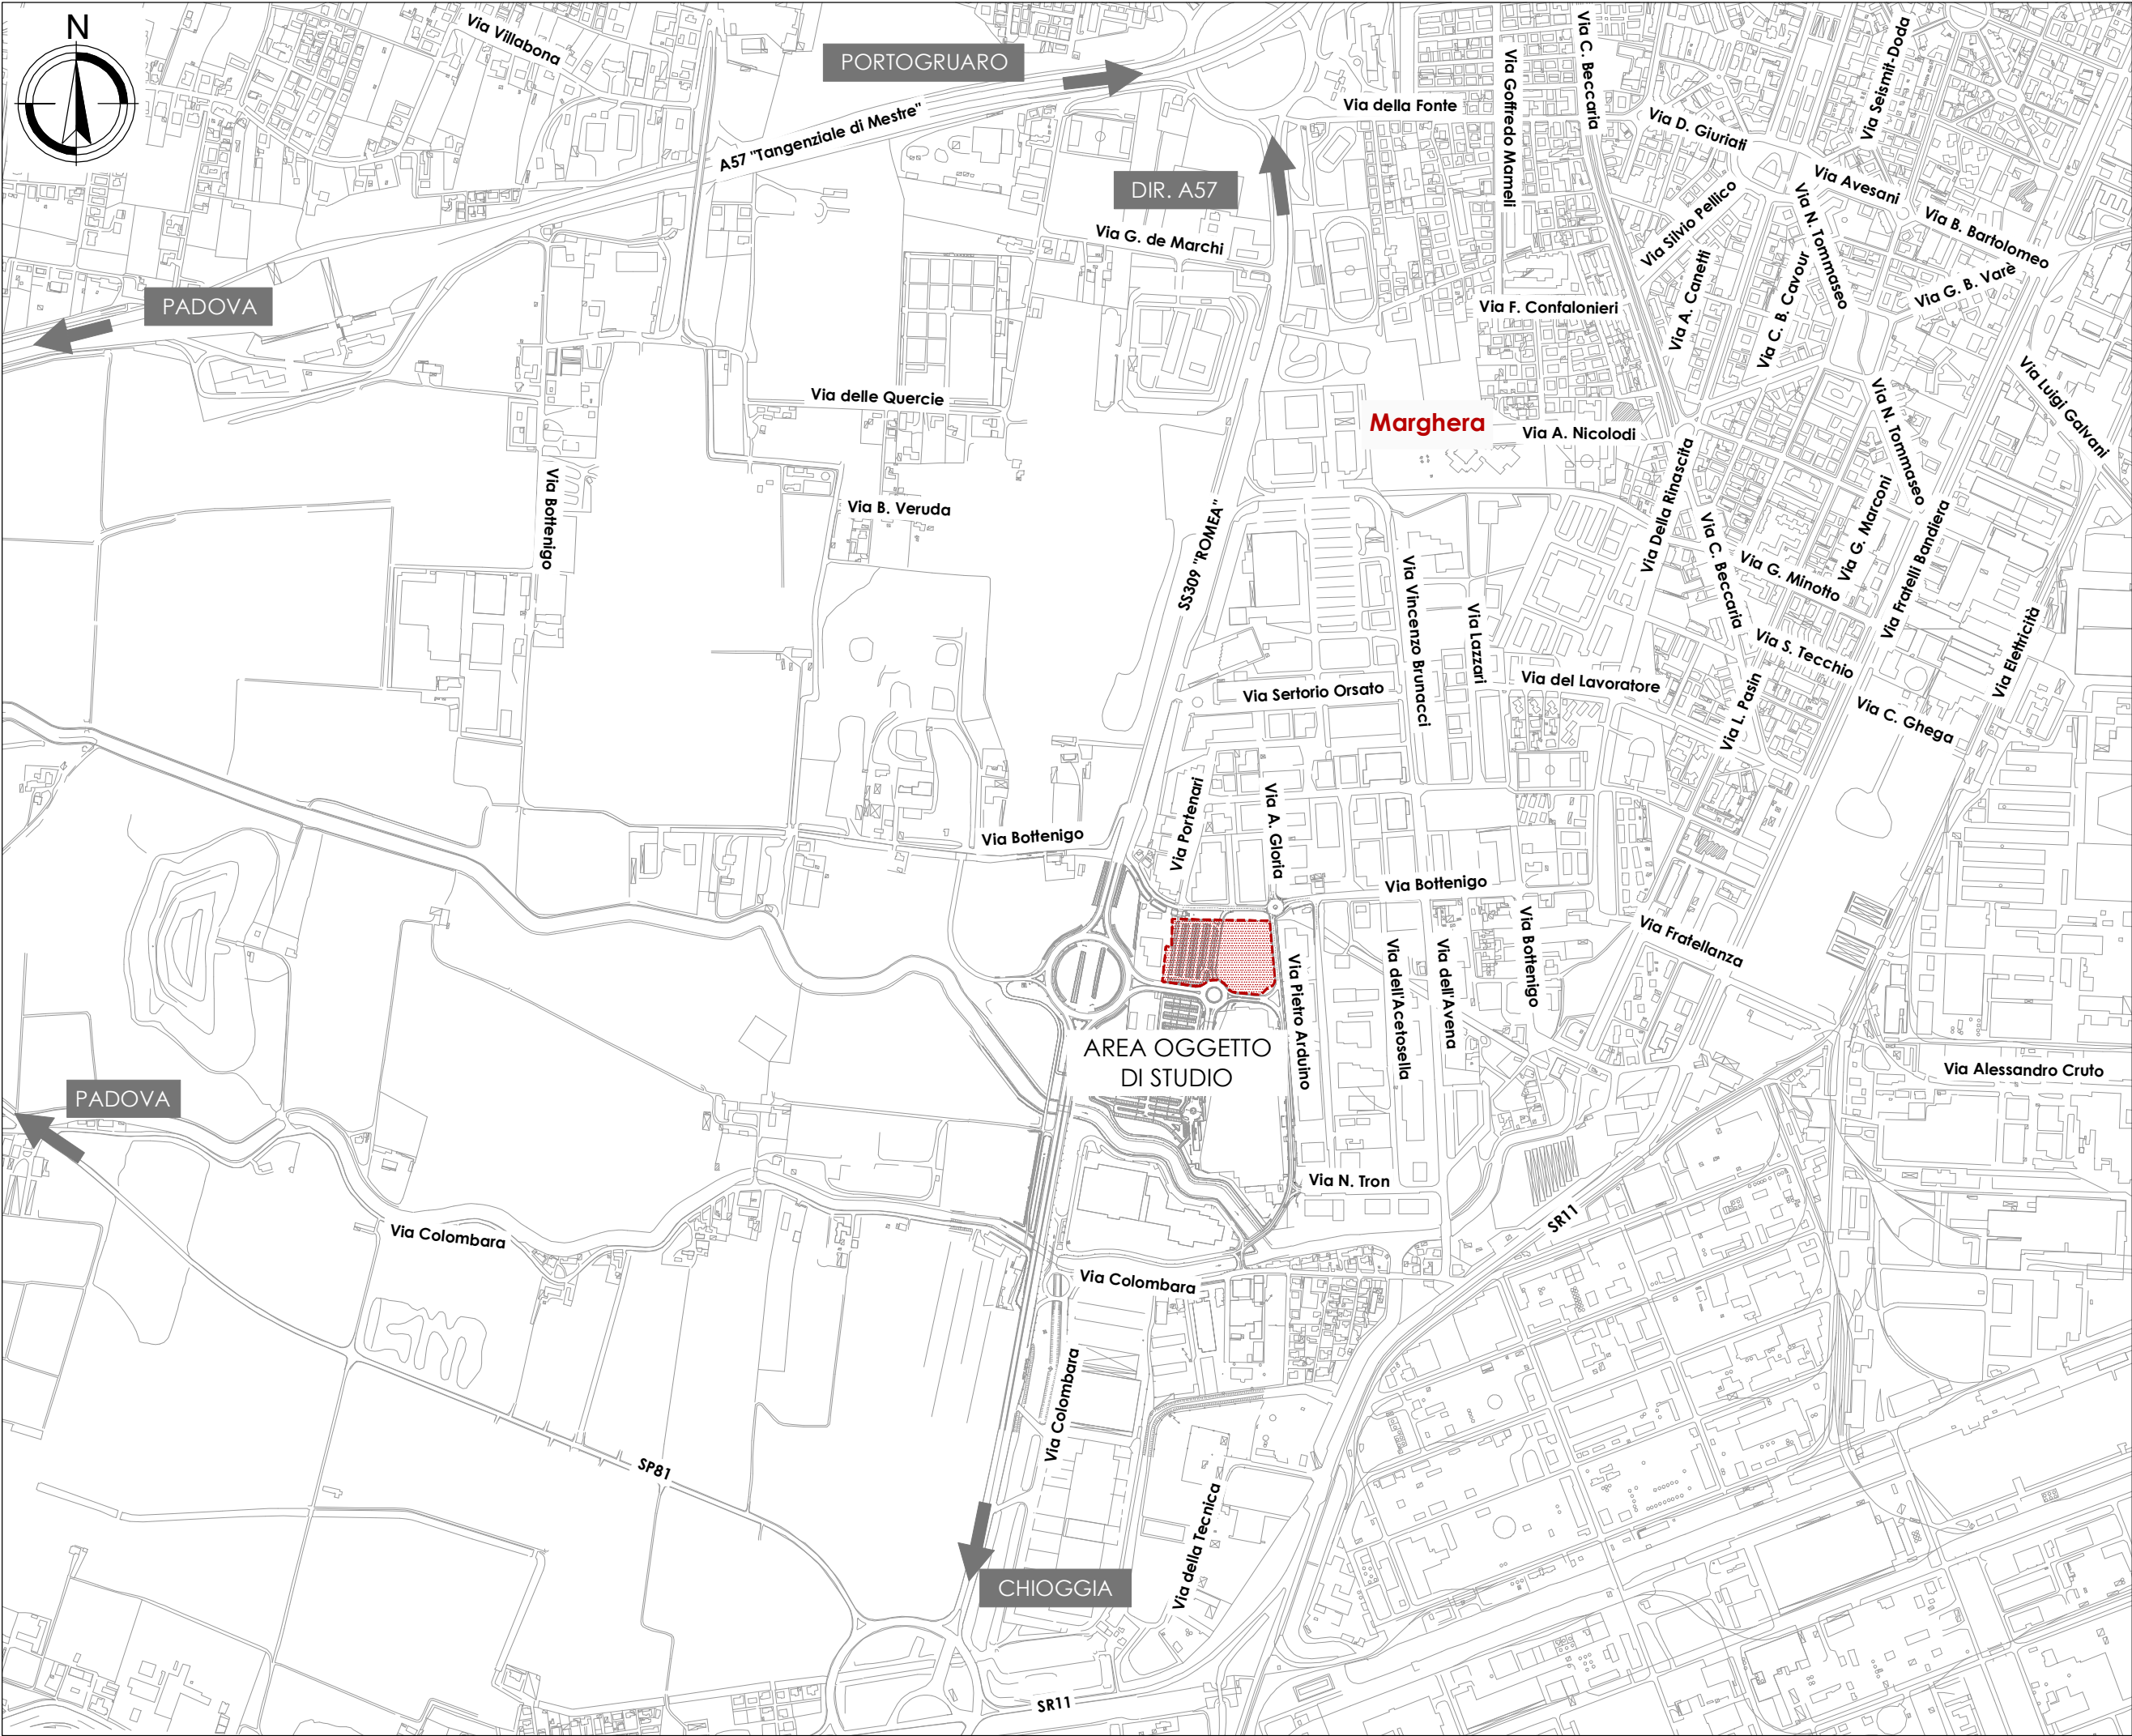 N
Via Villabona
PORTOGRUARO
A57 "Tangenziale di Mestre"
Via della Fonte
Via Goffredo Mameli
Via C. Beccaria
Via D. Giuriati
Via Seismit-Doda
DIR. A57
Via G. de Marchi
Via Silvio Pellico
Via Avesani
Via N. Tommaseo
Via B. Bartolomeo
Via G. B. Varè
Via A. Canetti
Via C. B. Cavour
PADOVA
Via F. Confalonieri
Via delle Quercie
Marghera
Via A. Nicolodi
Via Luigi Galvani
Via N. Tommaseo
Via Bottenigo
Via B. Veruda
SS309 "ROMEA"
Via Della Rinascita
Via G. Marconi
Via Fratelli Bandiera
Via C. Beccaria
Via G. Minotto
Via Vincenzo Brunacci
Via Lazzari
Via S. Tecchio
Via Elettricità
Via Sertorio Orsato
Via del Lavoratore
Via L. Pasin
Via C. Ghega
Via Bottenigo
Via Portenari
Via A. Gloria
Via Bottenigo
Via Bottenigo
Via Fratellanza
Via Pietro Arduino
Via dell'Acetosella
Via dell'Avena
AREA OGGETTO
DI STUDIO
Via Alessandro Cruto
PADOVA
Via N. Tron
Via Colombara
SR11
Via Colombara
Via Colombara
SP81
Via della Tecnica
CHIOGGIA
SR11